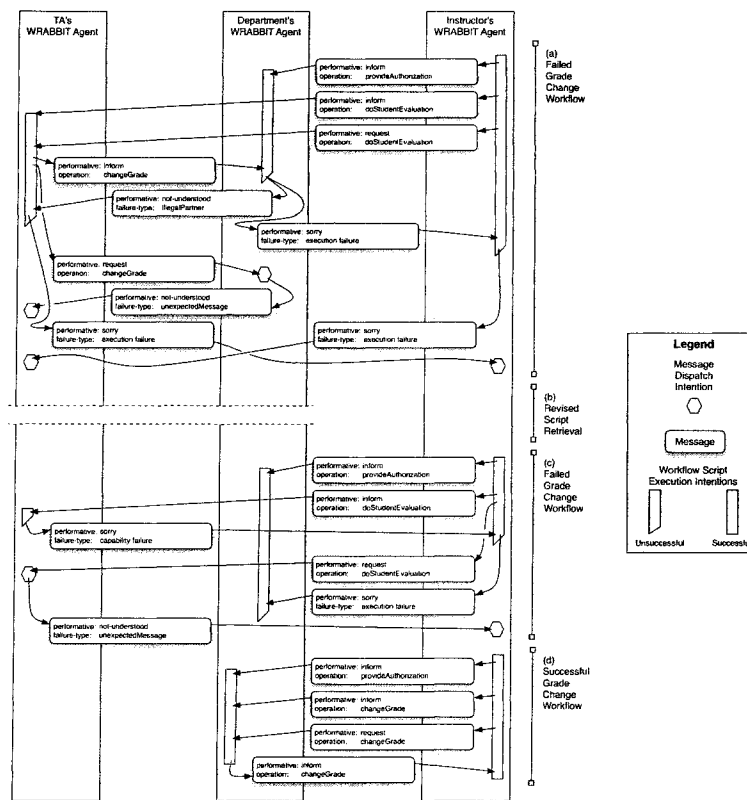 TA's
WRABBIT Agent
Department's
WRABBIT Agent
Instructor's
WRABBIT Agent
performative: inform
operation: provideAuthorization
performative: inform
operation: doStudentEvaluation
performative: request
operation: doStudentEvaluation
performative: inform
operation: changeGrade
performative: not-understood
failure-type: illegalPartner
performative: sorry
failure-type: execution failure
performative: request
operation: changeGrade
performative: not-understood
failure-type: unexpectedMessage
performative: sorry
failure-type: execution failure
performative: sorry
failure-type: execution failure
(a)
Failed
Grade
Change
Workflow
(b)
Revised
Script
Retrieval
performative: inform
operation: provideAuthorization
performative: inform
operation: doStudentEvaluation
performative: sorry
failure-type: capability failure
performative: request
operation: doStudentEvaluation
performative: sorry
failure-type: execution failure
performative: not-understood
failure-type: unexpectedMessage
(c)
Failed
Grade
Change
Workflow
performative: inform
operation: provideAuthorization
performative: inform
operation: changeGrade
performative: request
operation: changeGrade
performative: inform
operation: changeGrade
(d)
Successful
Grade
Change
Workflow
Legend
Message
Dispatch
Intention
Message
Workflow Script
Execution Intentions
Unsuccessful
Successful